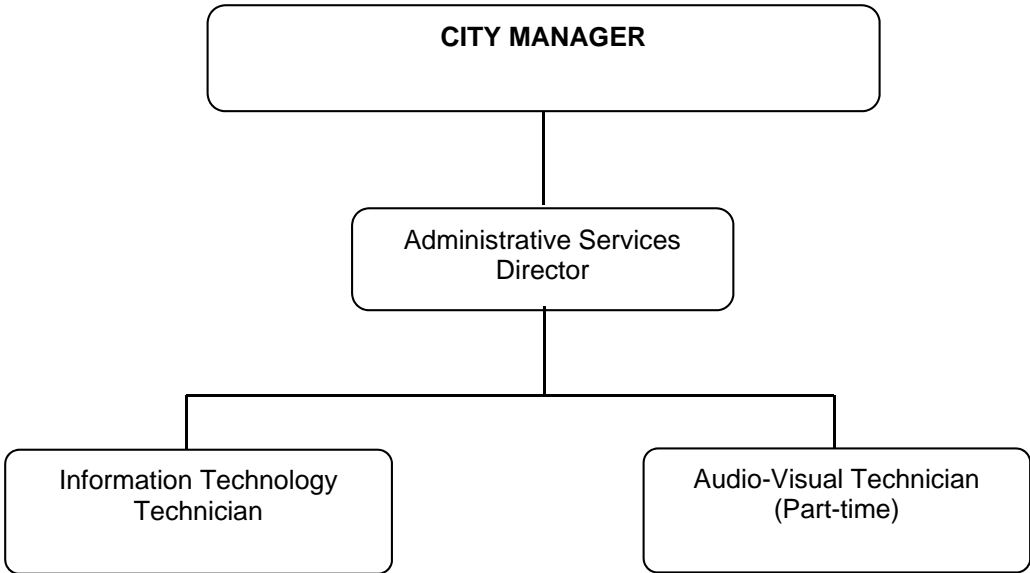 CITY MANAGER
Administrative Services
Director
Information Technology
Technician
Audio-Visual Technician
(Part-time)